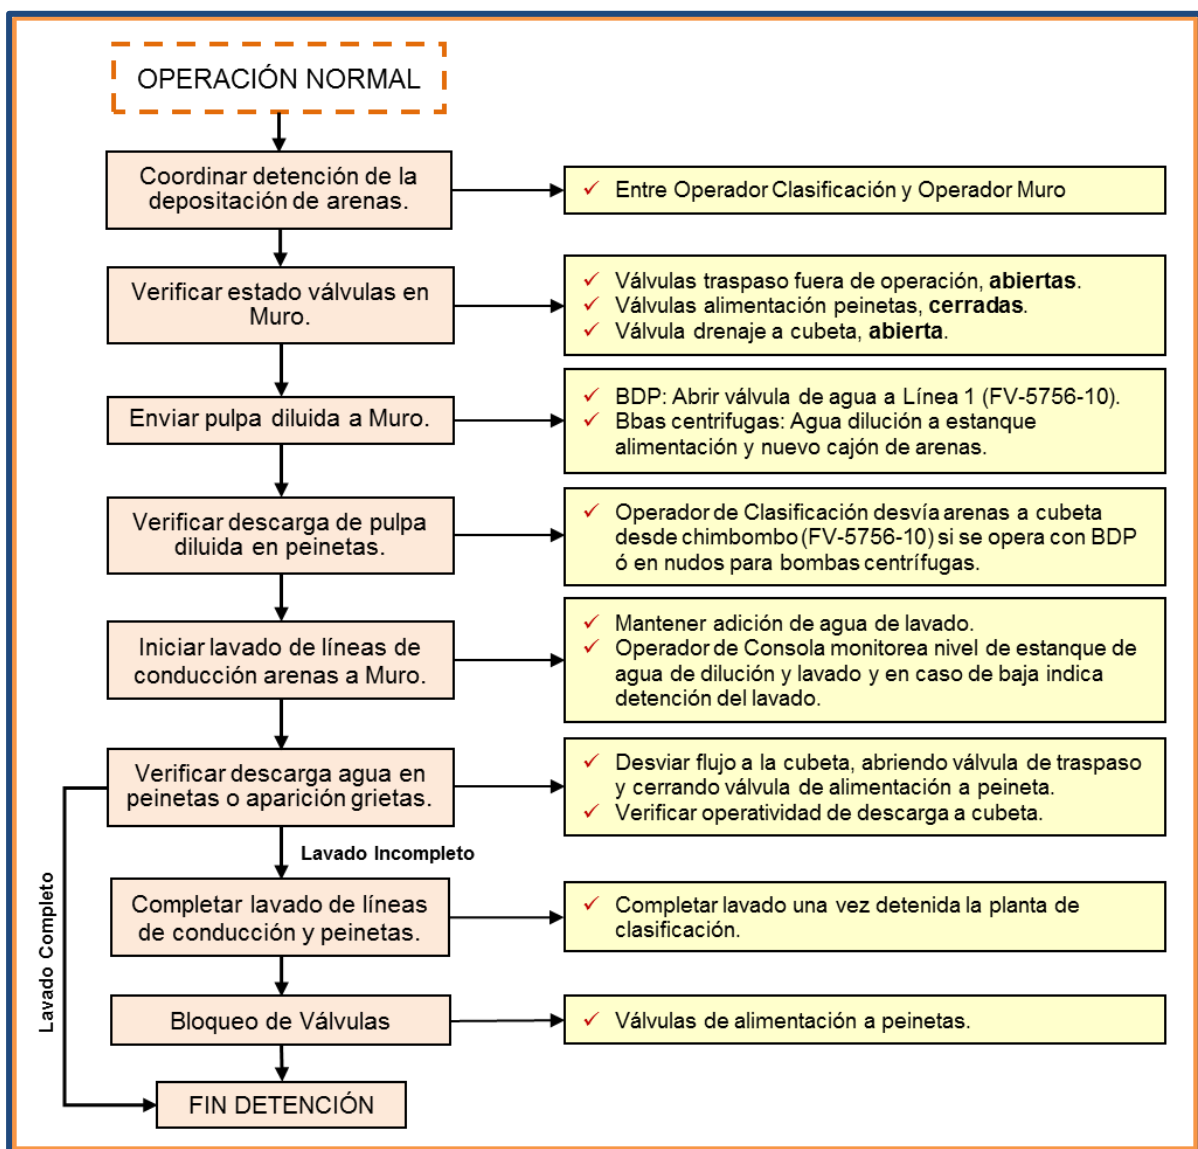 OPERACIÓN NORMAL
Coordinar detención de la
depositación de arenas.
✓ Entre Operador Clasificación y Operador Muro
Verificar estado válvulas en
Muro.
✓ Válvulas traspaso fuera de operación, abiertas.
✓ Válvulas alimentación peinetas, cerradas.
✓ Válvula drenaje a cubeta, abierta.
Enviar pulpa diluida a Muro.
✓ BDP: Abrir válvula de agua a Línea 1 (FV-5756-10).
✓ Bbas centrifugas: Agua dilución a estanque
alimentación y nuevo cajón de arenas.
Verificar descarga de pulpa
diluida en peinetas.
✓ Operador de Clasificación desvía arenas a cubeta
desde chimbombo (FV-5756-10) si se opera con BDP
ó en nudos para bombas centrífugas.
Iniciar lavado de líneas de
conducción arenas a Muro.
✓ Mantener adición de agua de lavado.
✓ Operador de Consola monitorea nivel de estanque de
agua de dilución y lavado y en caso de baja indica
detención del lavado.
Verificar descarga agua en
peinetas o aparición grietas.
✓ Desviar flujo a la cubeta, abriendo válvula de traspaso
y cerrando válvula de alimentación a peineta.
✓ Verificar operatividad de descarga a cubeta.
Lavado Incompleto
Lavado Completo
Completar lavado de líneas
de conducción y peinetas.
✓ Completar lavado una vez detenida la planta de
clasificación.
Bloqueo de Válvulas
✓ Válvulas de alimentación a peinetas.
FIN DETENCIÓN